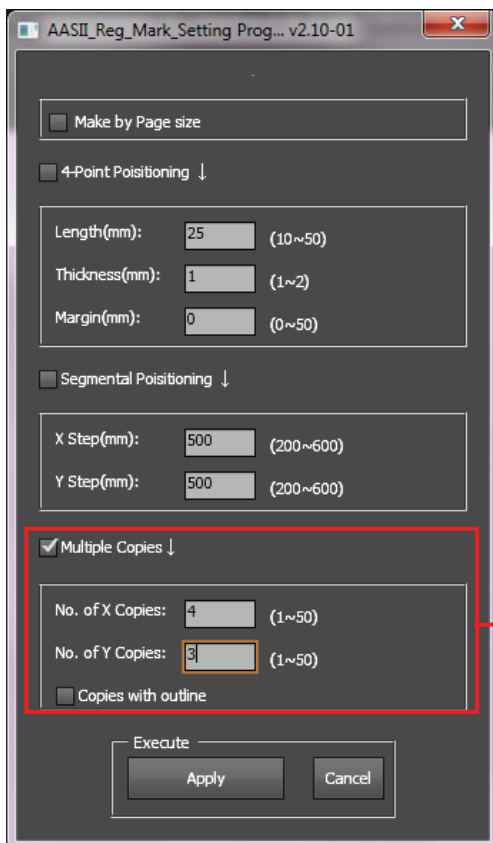 AASII_Reg_Mark_Setting Prog... v2.10-01
Make by Page size
4-Point Poisitioning ↓
Length(mm): 25 (10~50)
Thickness(mm): 1 (1~2)
Margin(mm): 0 (0~50)
Segmental Poisitioning ↓
X Step(mm): 500 (200~600)
Y Step(mm): 500 (200~600)
Multiple Copies ↓
No. of X Copies: 4 (1~50)
No. of Y Copies: 3 (1~50)
Copies with outline
Execute
Apply Cancel